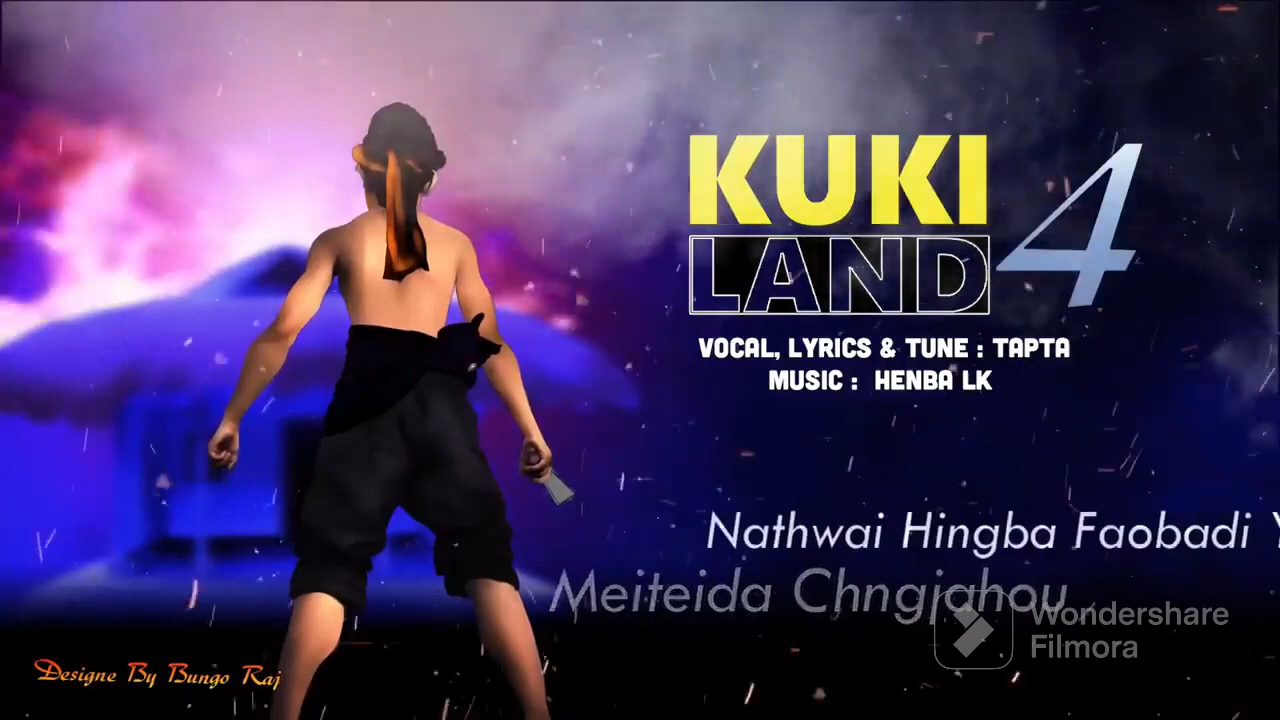 KUKI
LAND 4
VOCAL, LYRICS & TUNE : TAPTA
MUSIC : HENBA LK
Nathwai Hingba Faobadi
Meiteida Chngjahou
Wondershare
Filmora
Designe By Bungo Raj